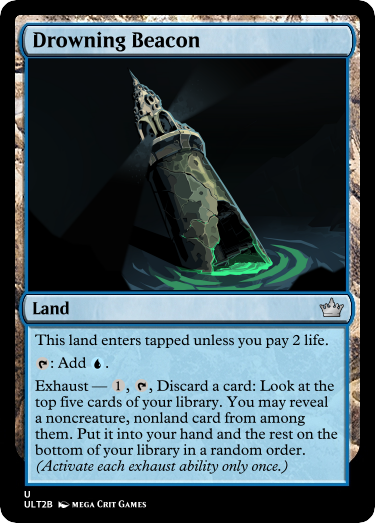 Drowning Beacon
Land
This land enters tapped unless you pay 2 life.
: Add .
Exhaust — 1, , Discard a card: Look at the
top five cards of your library. You may reveal
a noncreature, nonland card from among
them. Put it into your hand and the rest on the
bottom of your library in a random order.
(Activate each exhaust ability only once.)
U
ULT2B MEGA CRIT GAMES